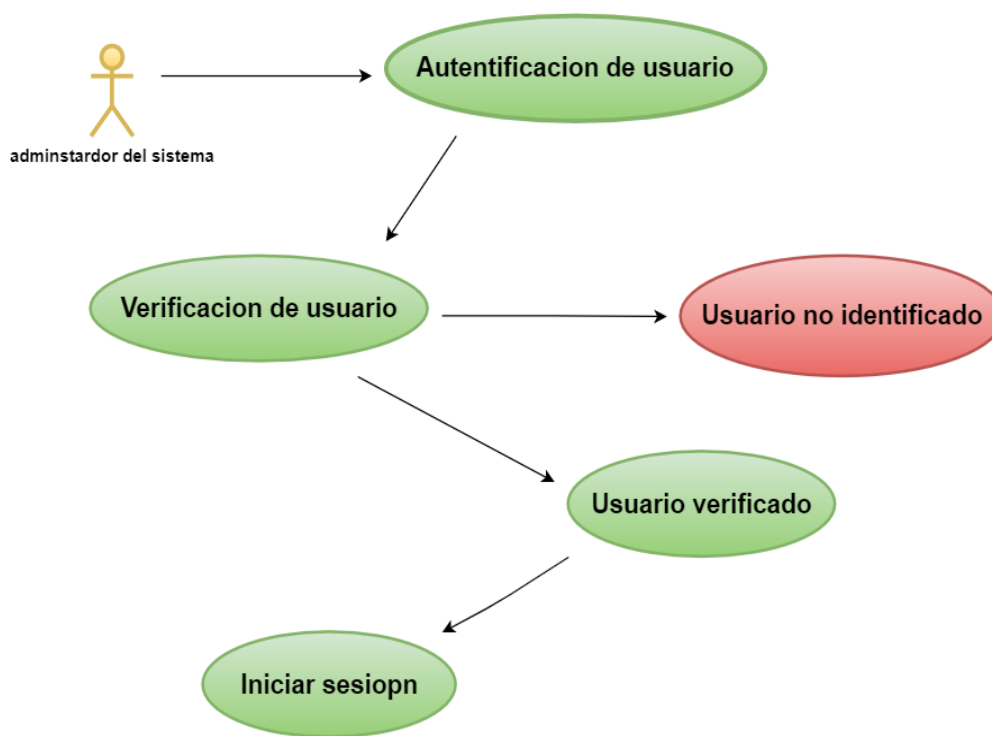 Autentificacion de usuario
adminstardor del sistema
Verificacion de usuario
Usuario no identificado
Usuario verificado
Iniciar sesiopn